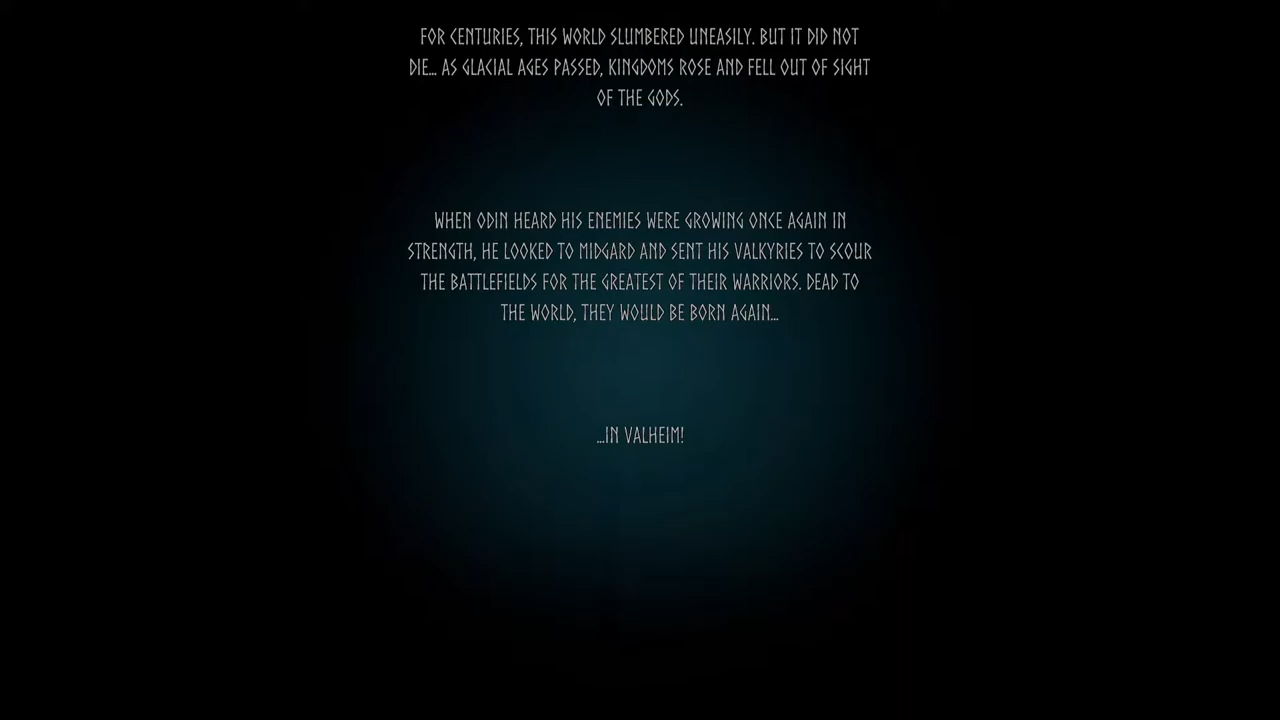 FOR CENTURIES, THIS WORLD SLUMBERED UNEASILY. BUT IT DID NOT
DIE... AS GLACIAL AGES PASSED, KINGDOMS ROSE AND FELL OUT OF SIGHT
OF THE GODS.
WHEN ODIN HEARD HIS ENEMIES WERE GROWING ONCE AGAIN IN
STRENGTH, HE LOOKED TO MIDGARD AND SENT HIS VALKYRIES TO SCOUR
THE BATTLEFIELDS FOR THE GREATEST OF THEIR WARRIORS. DEAD TO
THE WORLD, THEY WOULD BE BORN AGAIN...
...IN VALHEIM!